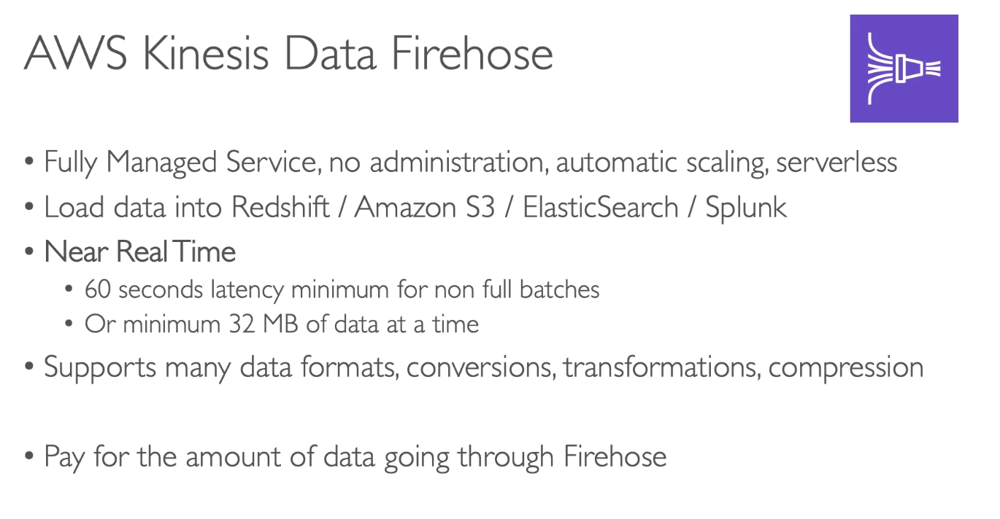 AWS Kinesis Data Firehose
• Fully Managed Service, no administration, automatic scaling, serverless
• Load data into Redshift / Amazon S3 / ElasticSearch / Splunk
• Near Real Time
• 60 seconds latency minimum for non full batches
• Or minimum 32 MB of data at a time
• Supports many data formats, conversions, transformations, compression
• Pay for the amount of data going through Firehose